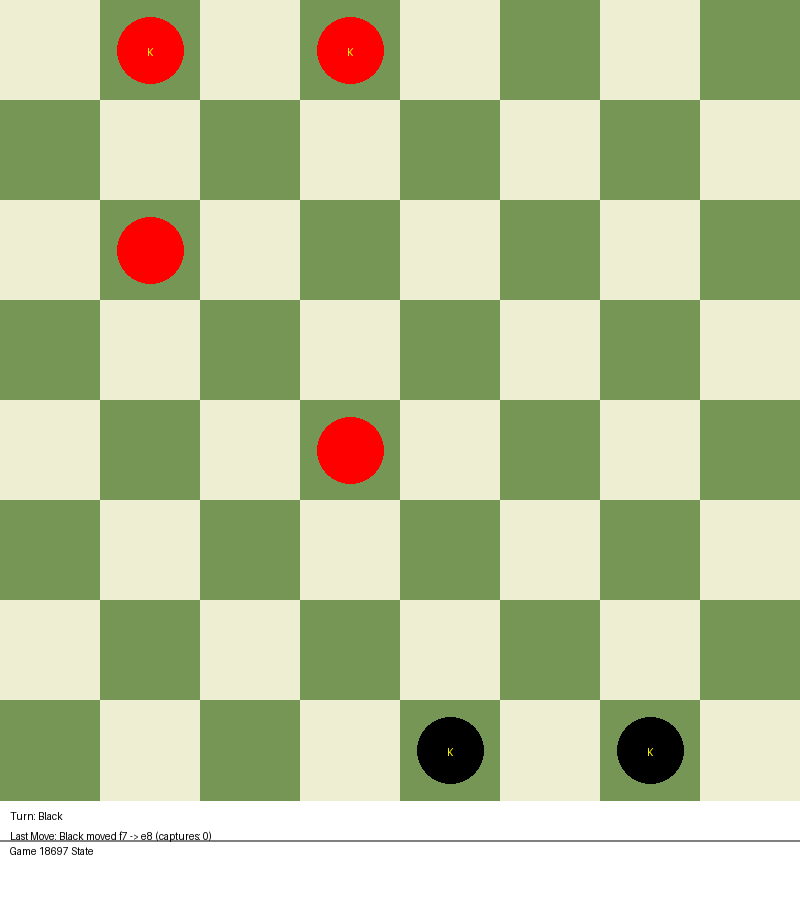 K K
K K
Turn: Black
Last Move: Black moved f7 -> e8 (captures: 0)
Game 18697 State